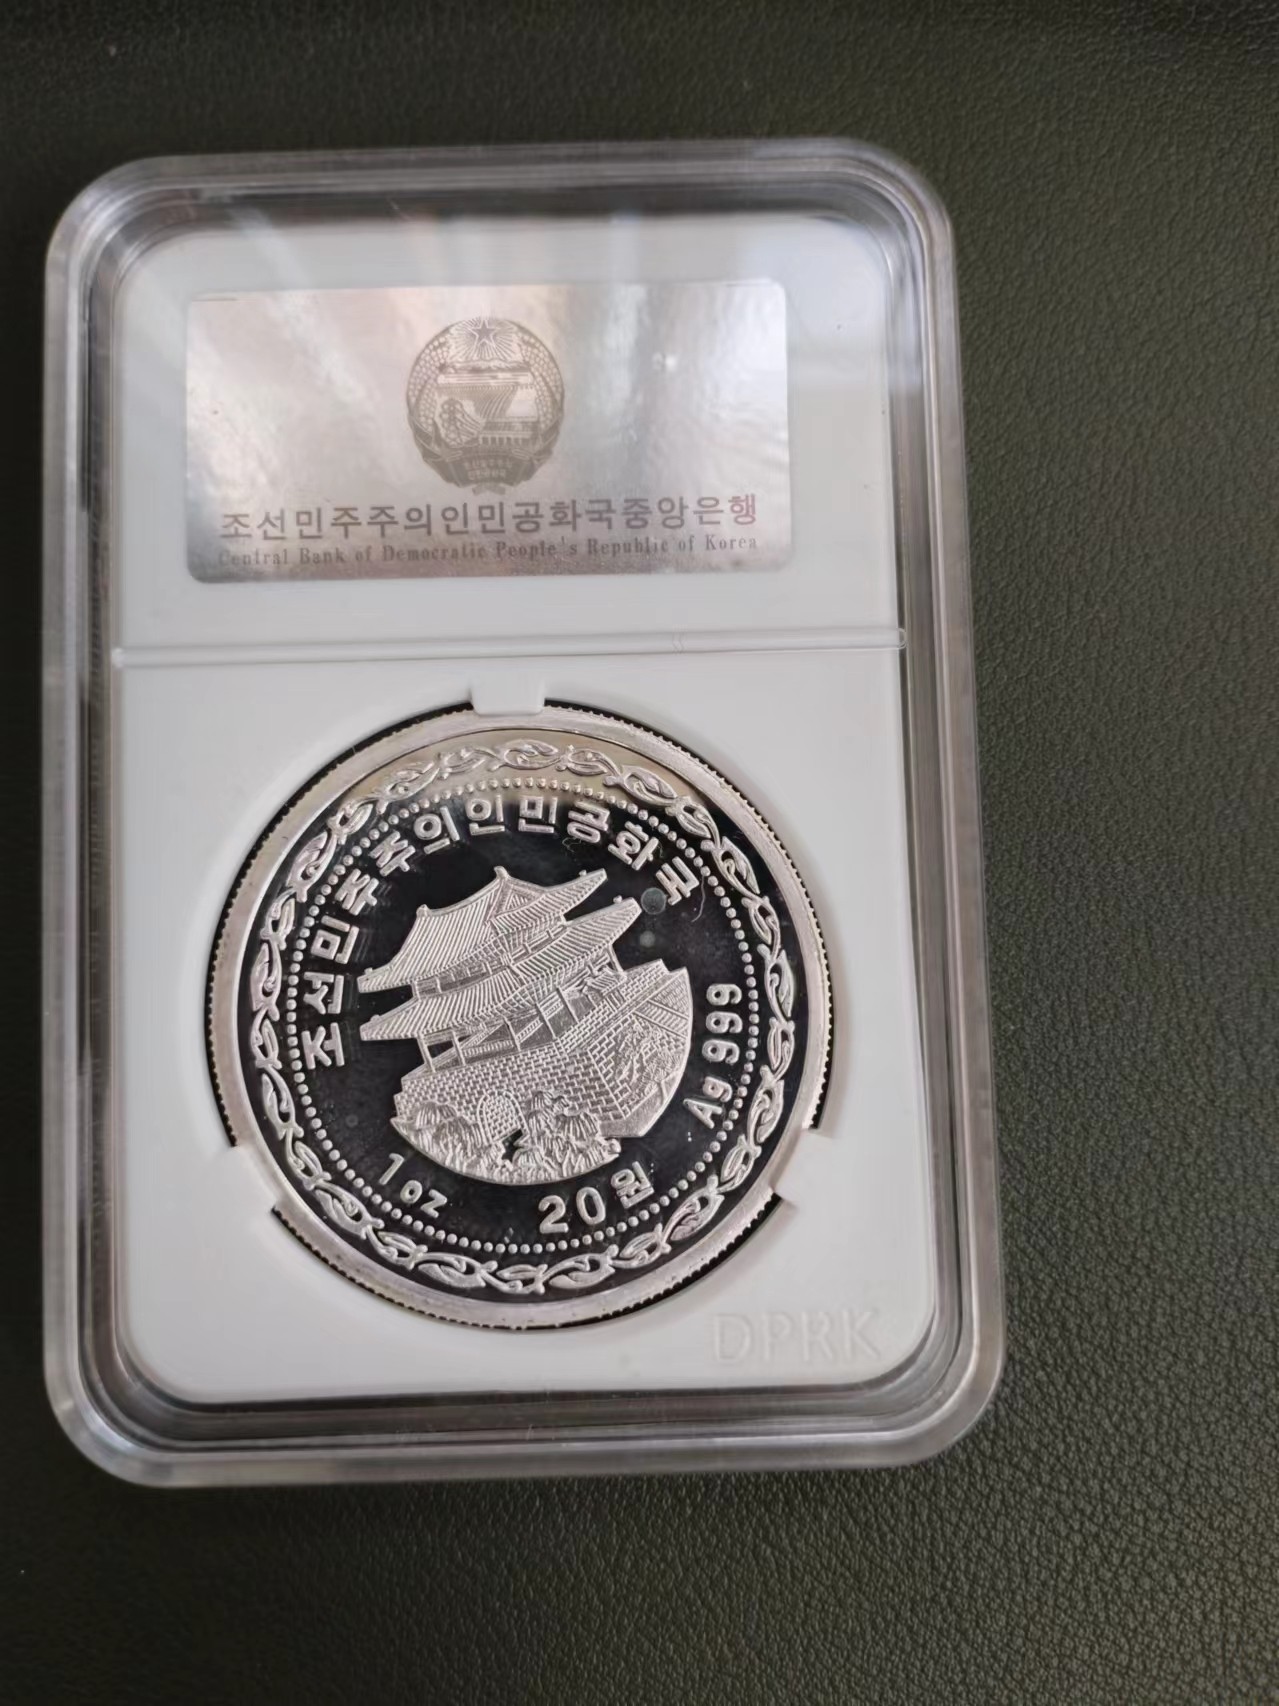 조선민주주의인민공화국중앙은행
Central Bank of Democratic People's Republic of Korea
조선민주주의인민공화국
Ag 999
1oz
20원
DPRK